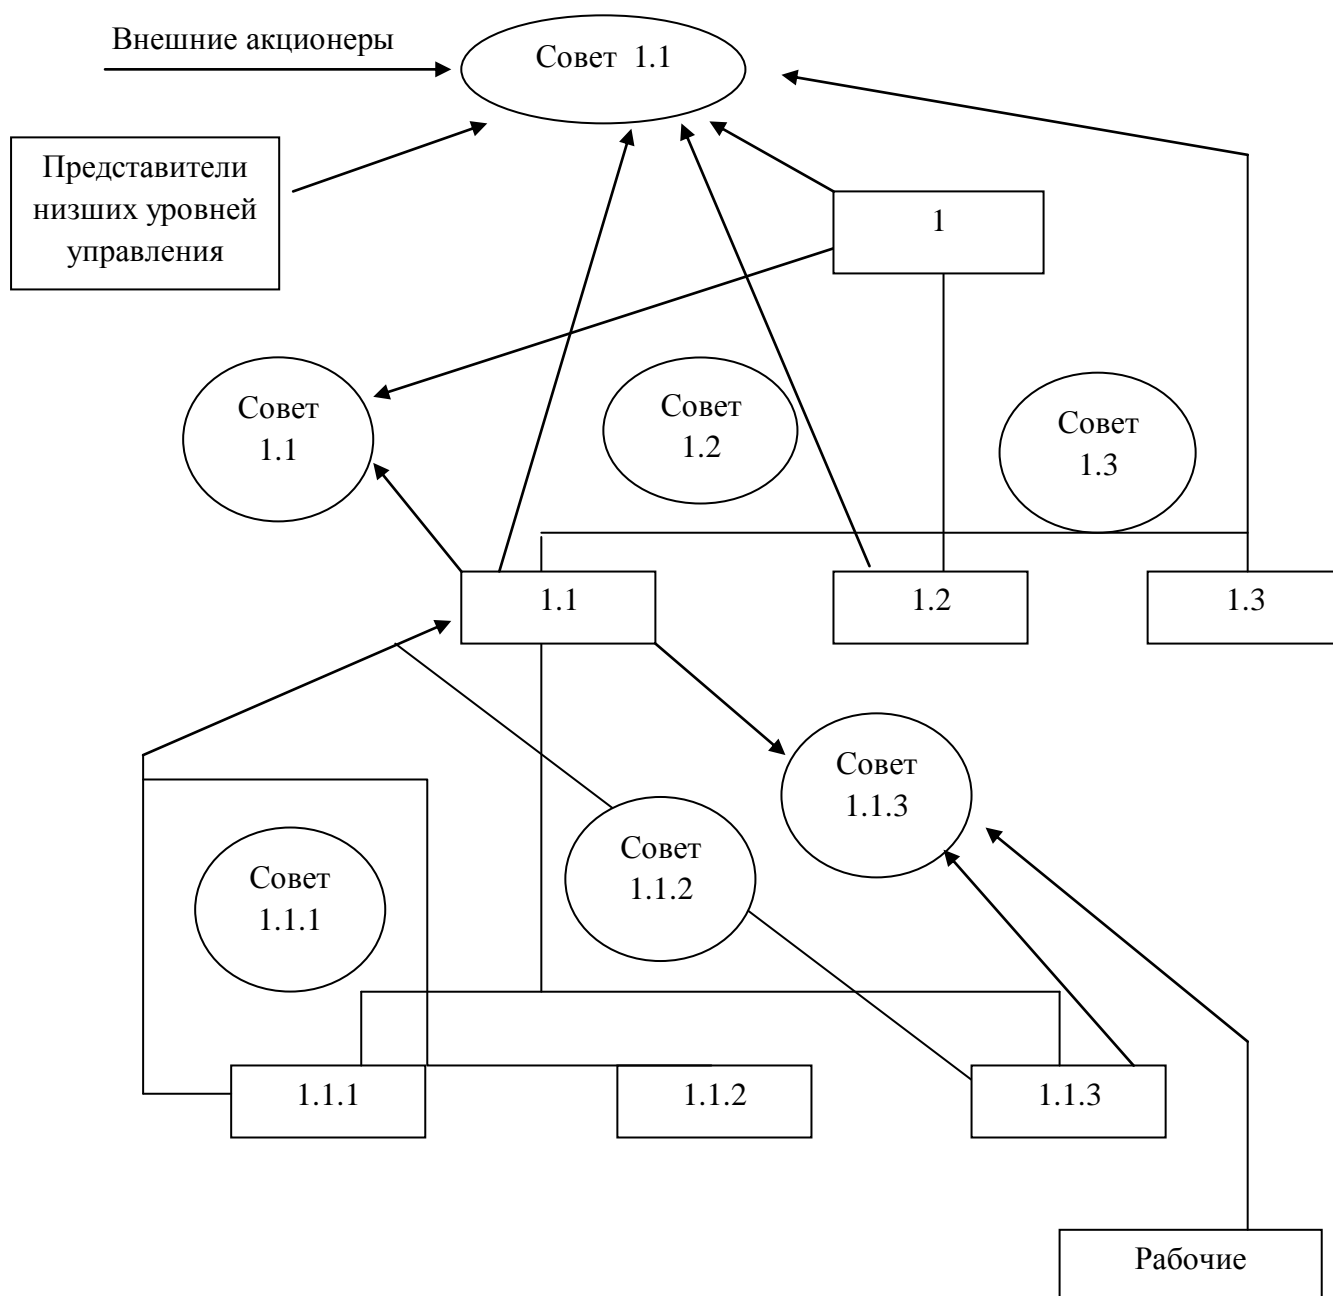 Внешние акционеры
Совет 1.1
Представители
низших уровней
управления
1
Совет
1.1
Совет
1.2
Совет
1.3
1.1
1.2
1.3
Совет
1.1.3
Совет
1.1.2
Совет
1.1.1
1.1.1
1.1.2
1.1.3
Рабочие